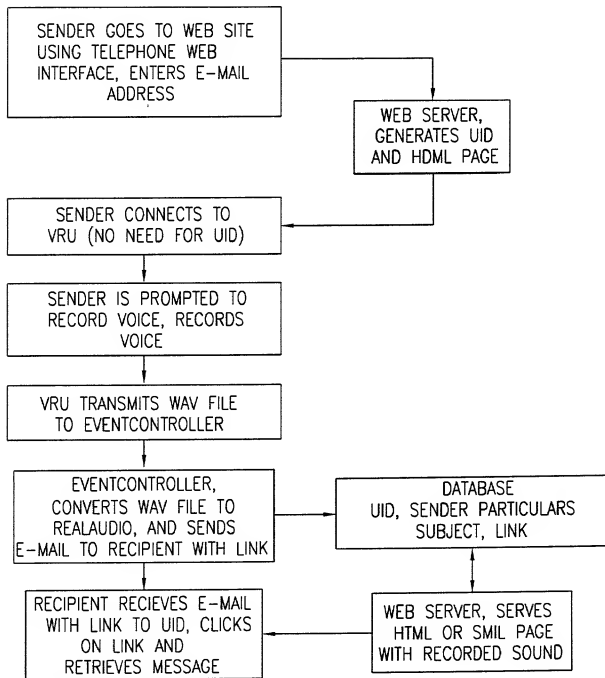 SENDER GOES TO WEB SITE
USING TELEPHONE WEB
INTERFACE, ENTERS E-MAIL
ADDRESS
WEB SERVER,
GENERATES UID
AND HDML PAGE
SENDER CONNECTS TO
VRU (NO NEED FOR UID)
SENDER IS PROMPTED TO
RECORD VOICE, RECORDS
VOICE
VRU TRANSMITS WAV FILE
TO EVENTCONTROLLER
EVENTCONTROLLER,
CONVERTS WAV FILE TO
REALAUDIO, AND SENDS
E-MAIL TO RECIPIENT WITH LINK
DATABASE
UID, SENDER PARTICULARS
SUBJECT, LINK
RECIPIENT RECIEVES E-MAIL
WITH LINK TO UID, CLICKS
ON LINK AND
RETRIEVES MESSAGE
WEB SERVER, SERVES
HTML OR SMIL PAGE
WITH RECORDED SOUND